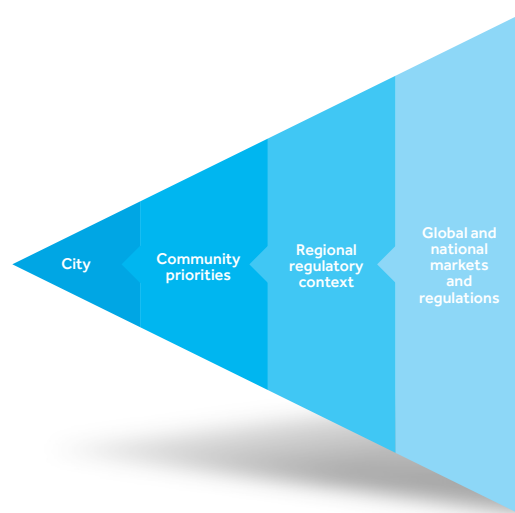 City
Community
priorities
Regional
regulatory
context
Global and
national
markets
and
regulations